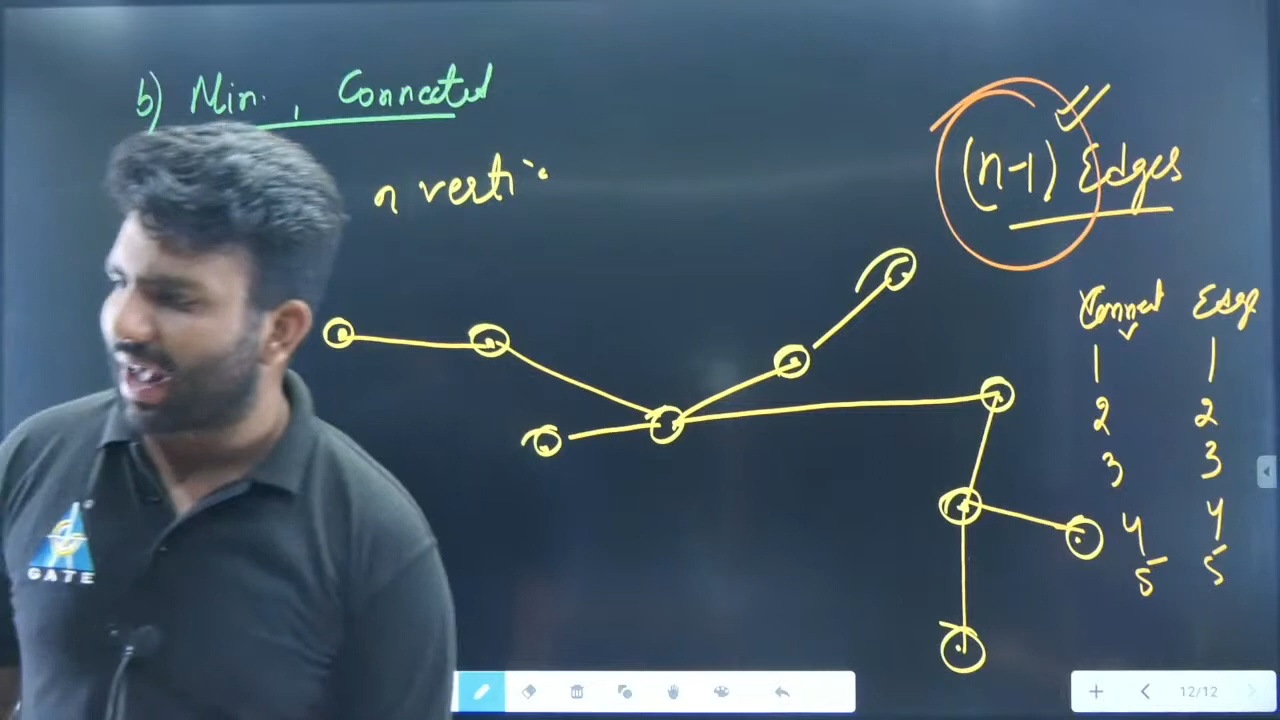 b) Min. , Connected
n verti
(n-1) Edges
Connect Edge
1 1
2 2
3 3
4 4
5 5
GATE
12/12